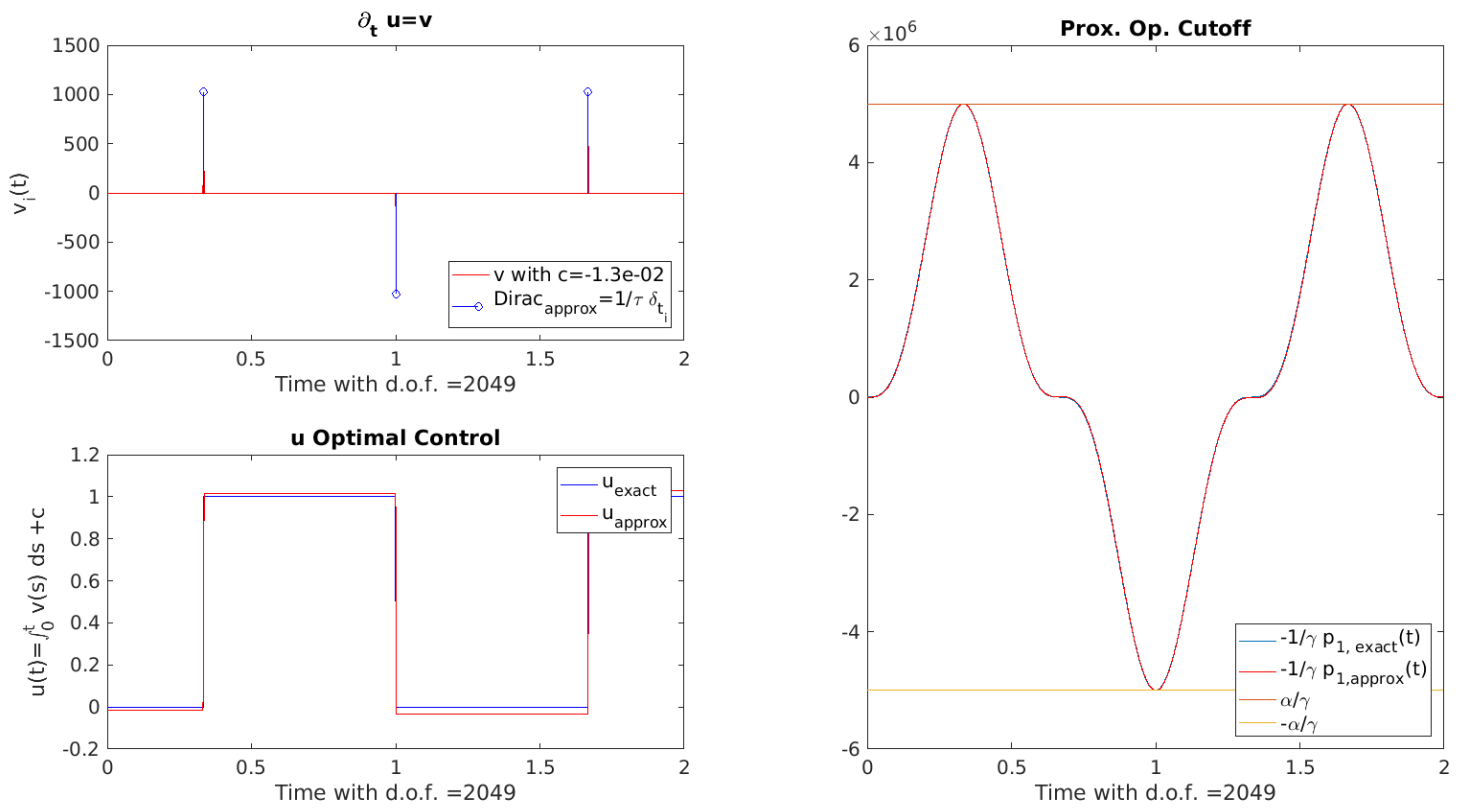 ∂t u=v
1500
1000
500
0
-500
-1000
-1500
vi(t)
v with c=-1.3e-02
Diracapprox=1/τ δti
0
0.5
1
1.5
2
Time with d.o.f. =2049
u Optimal Control
1.2
1
0.8
0.6
0.4
0.2
0
-0.2
u(t)=∫0t v(s) ds +c
uexact
uapprox
0
0.5
1
1.5
2
Time with d.o.f. =2049
Prox. Op. Cutoff
×10^6
6
4
2
0
-2
-4
-6
-1/γ p1, exact(t)
-1/γ p1,approx(t)
α/γ
-α/γ
0
0.5
1
1.5
2
Time with d.o.f. =2049